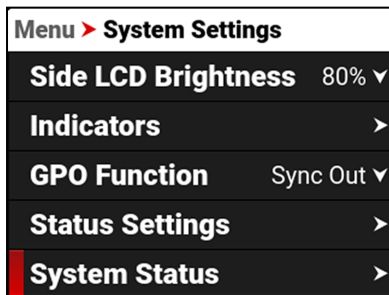 Menu > System Settings
Side LCD Brightness 80%
Indicators
GPO Function Sync Out
Status Settings
System Status